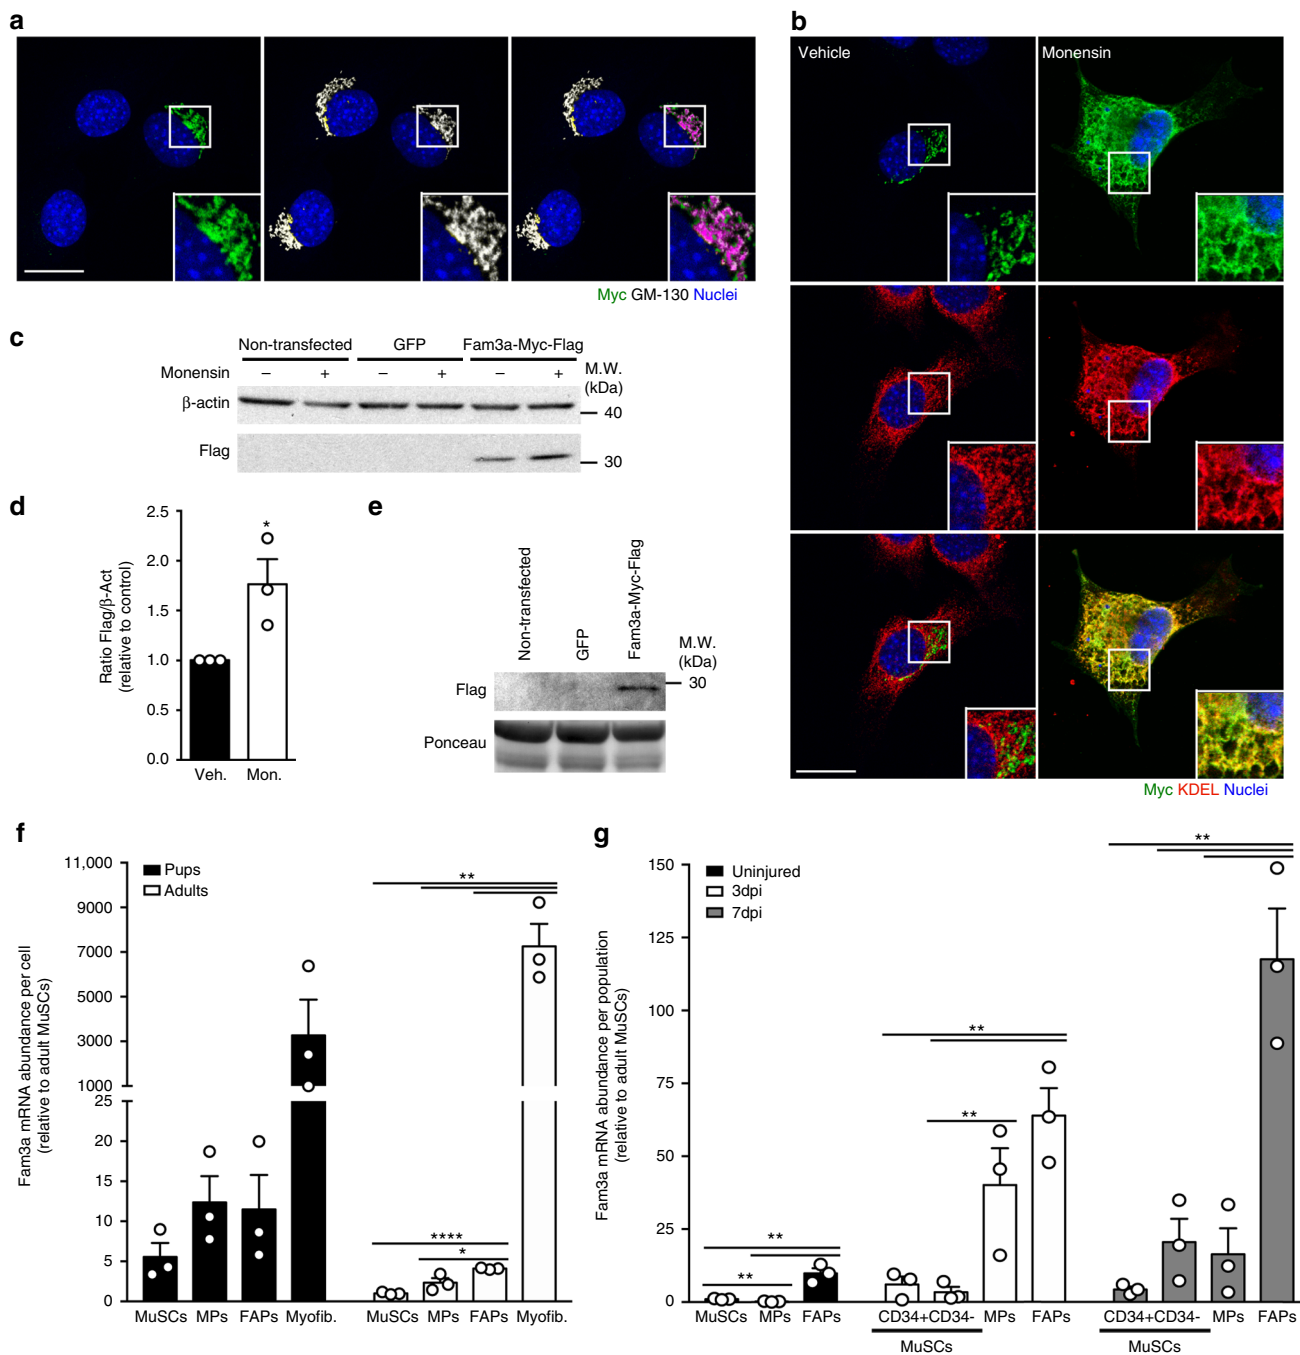 a
Myc GM-130 Nuclei
b
Vehicle
Monensin
Myc KDEL Nuclei
c
Non-transfected GFP Fam3a-Myc-Flag
Monensin – + – + – + M.W. (kDa)
β-actin
40
Flag
30
d
2.5
2.0
1.5
1.0
0.5
0.0
Ratio Flag/β-Act
(relative to control)
*
Veh. Mon.
e
Non-transfected
GFP
Fam3a-Myc-Flag
M.W.
(kDa)
Flag
30
Ponceau
f
Fam3a mRNA abundance per cell
(relative to adult MuSCs)
11,000
9000
7000
5000
3000
1000
25
20
15
10
5
0
Pups
Adults
**
****
*
MuSCs MPs FAPs Myofib. MuSCs MPs FAPs Myofib.
g
Fam3a mRNA abundance per population
(relative to adult MuSCs)
150
125
100
75
50
25
0
Uninjured
3dpi
7dpi
**
**
**
**
**
MuSCs MPs FAPs CD34+CD34- MPs FAPs CD34+CD34- MPs FAPs
MuSCs MuSCs